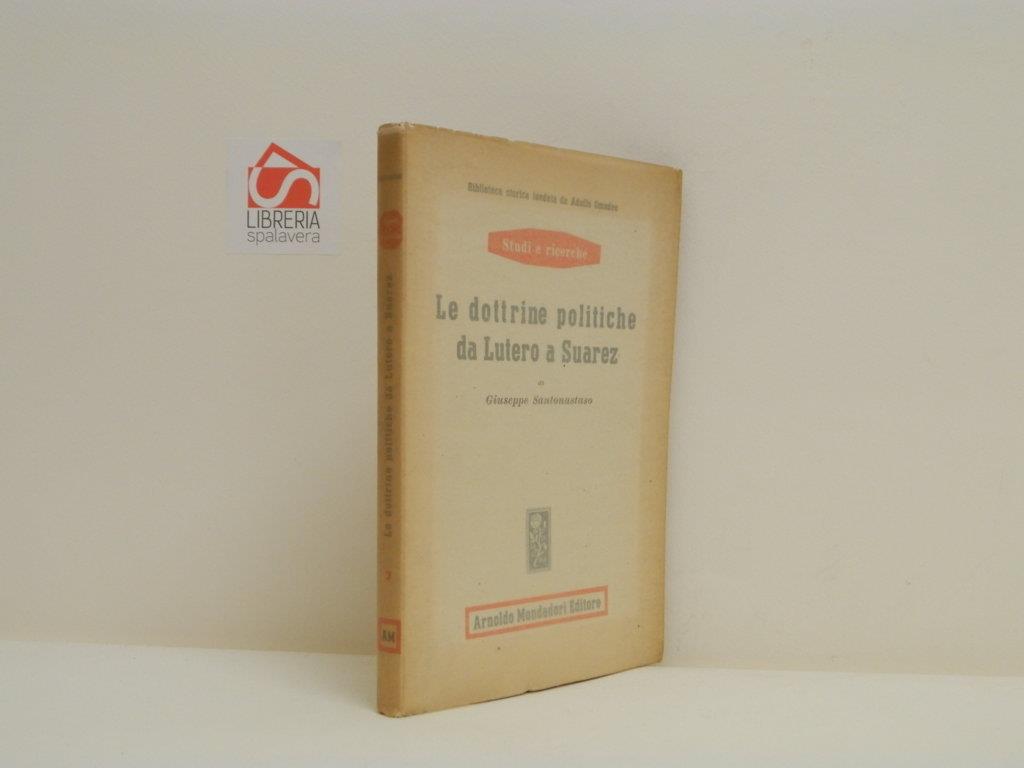 LIBRERIA
spalavera
Biblioteca storica fondata da Adolfo Omodeo
Studi e ricerche
Le dottrine politiche
da Lutero a Suarez
di
Giuseppe Santonastaso
Arnoldo Mondadori Editore
Le dottrine politiche da Lutero a Suarez
7
AM